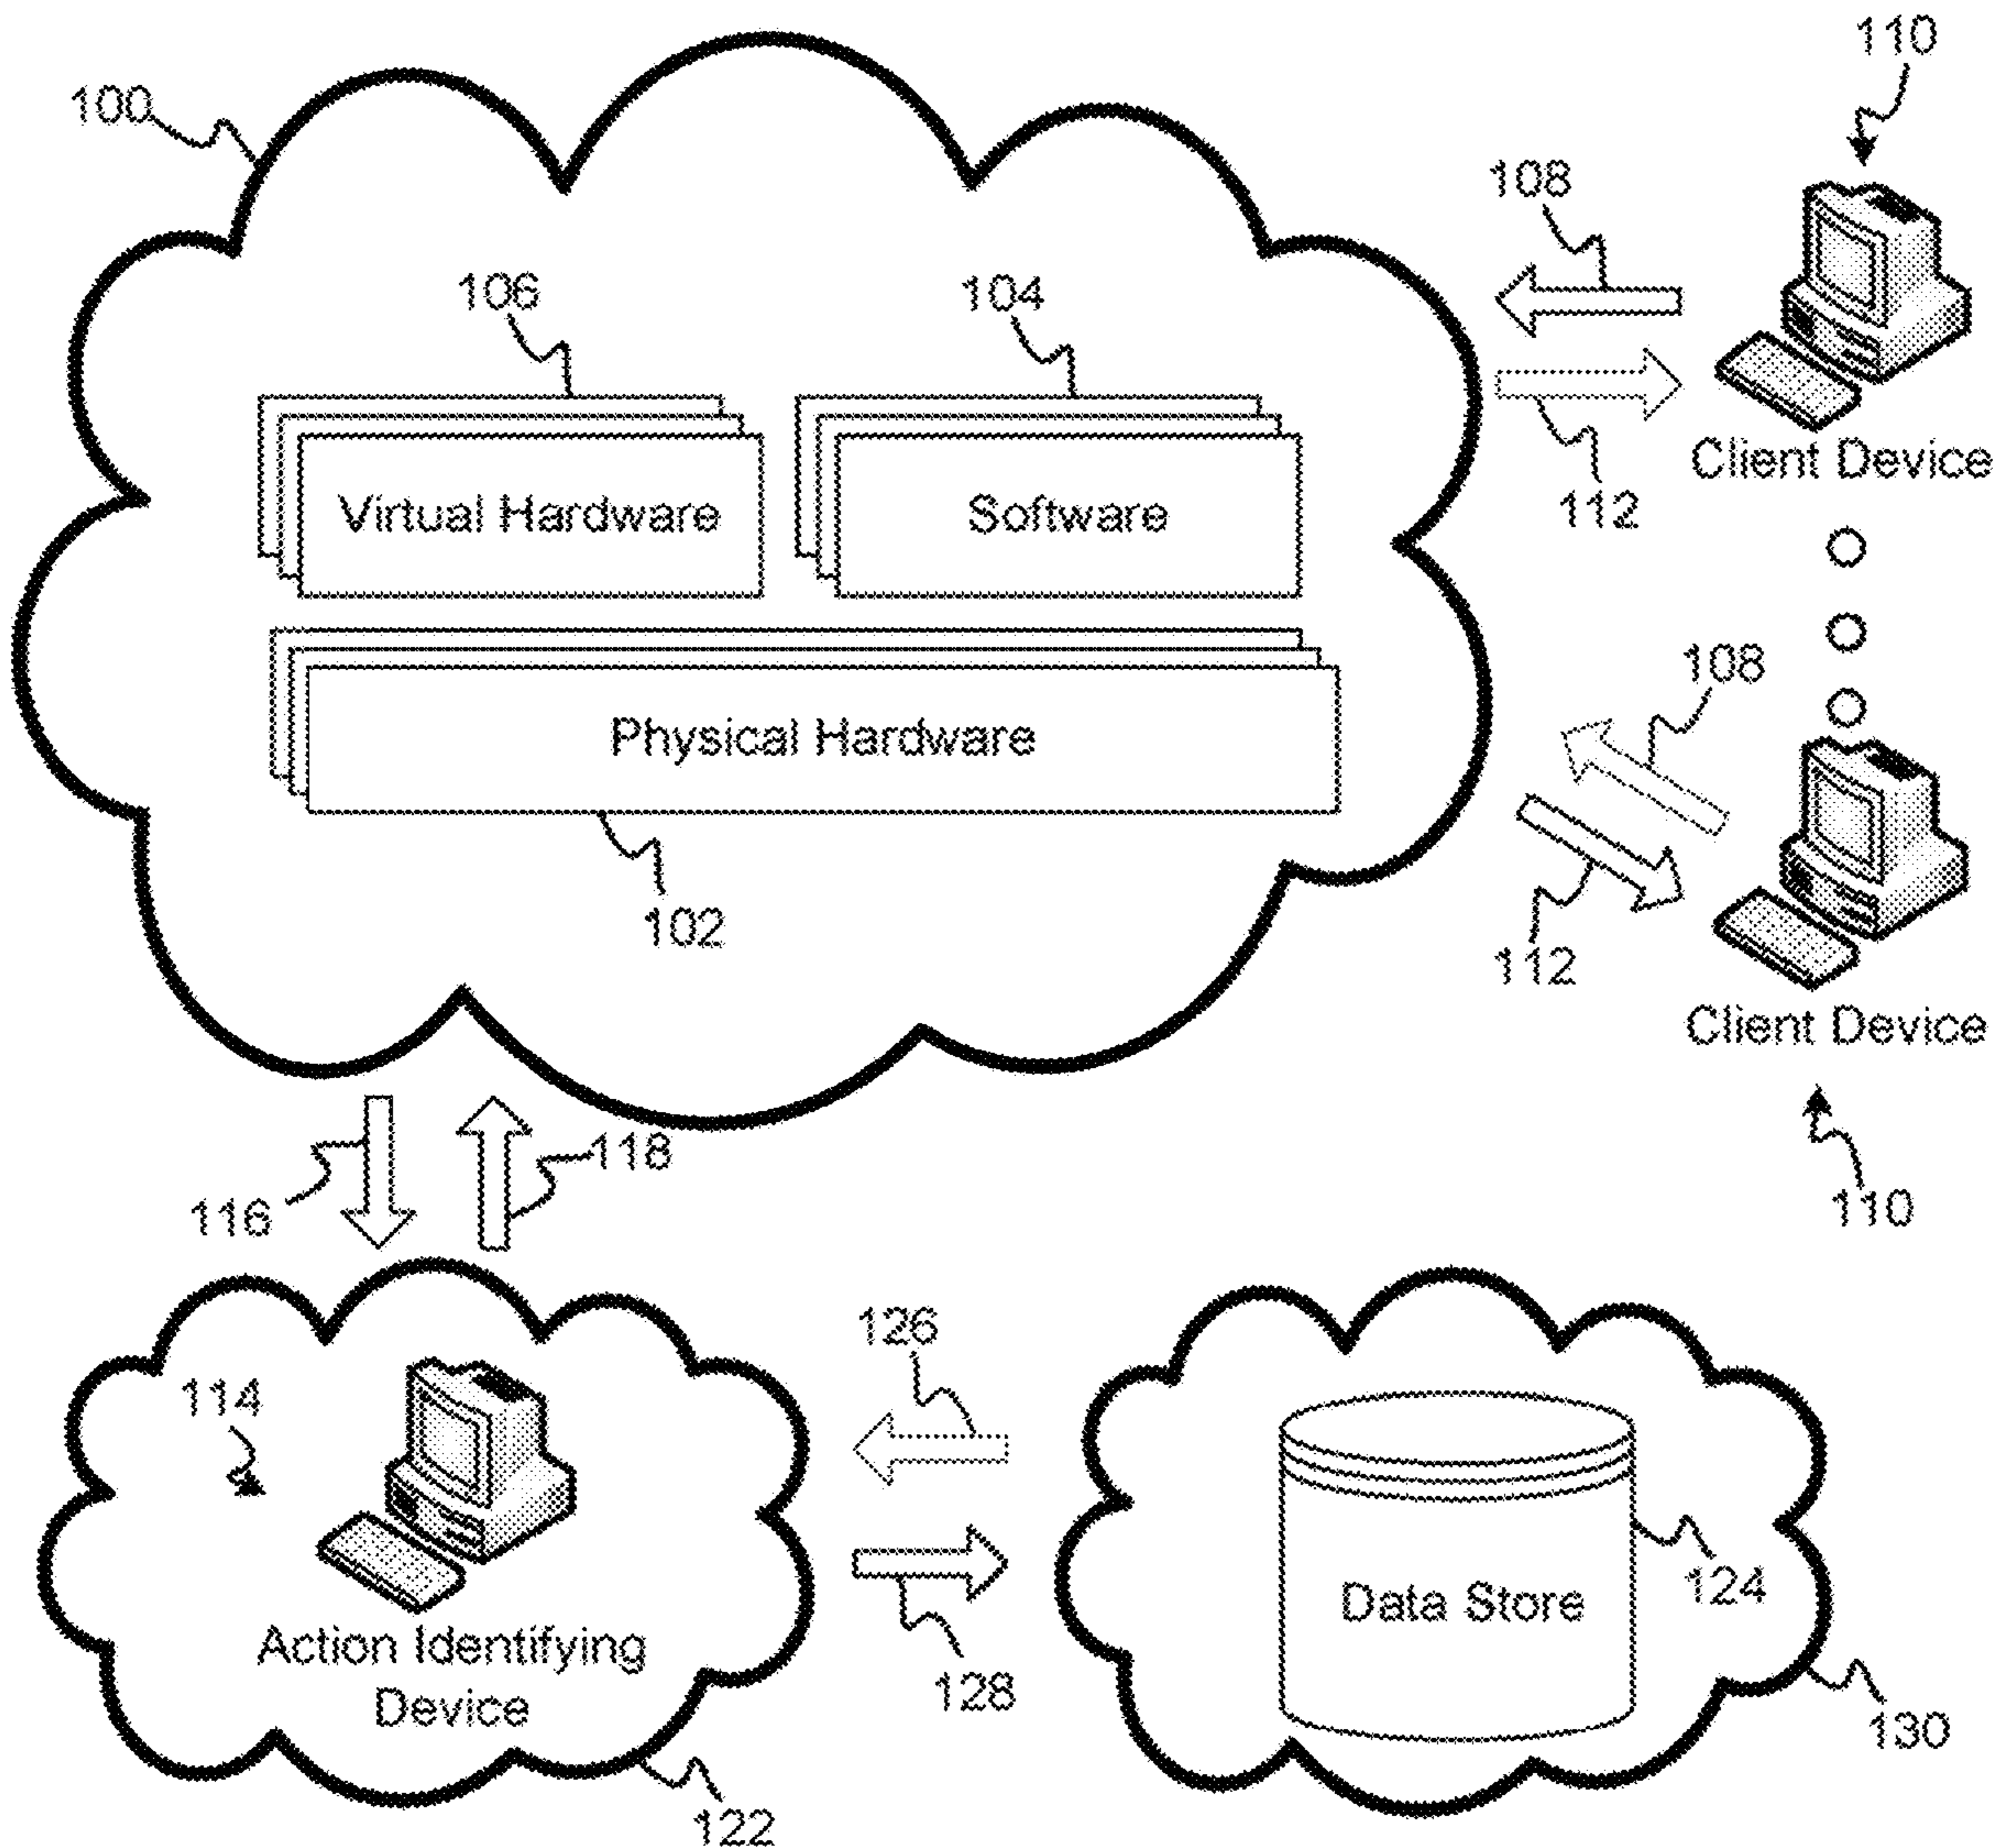 110
100
108
106
104
Client Device
Virtual Hardware
Software
112
108
Physical Hardware
102
112
Client Device
118
116
110
126
114
124
Data Store
Action Identifying
Device
128
130
122